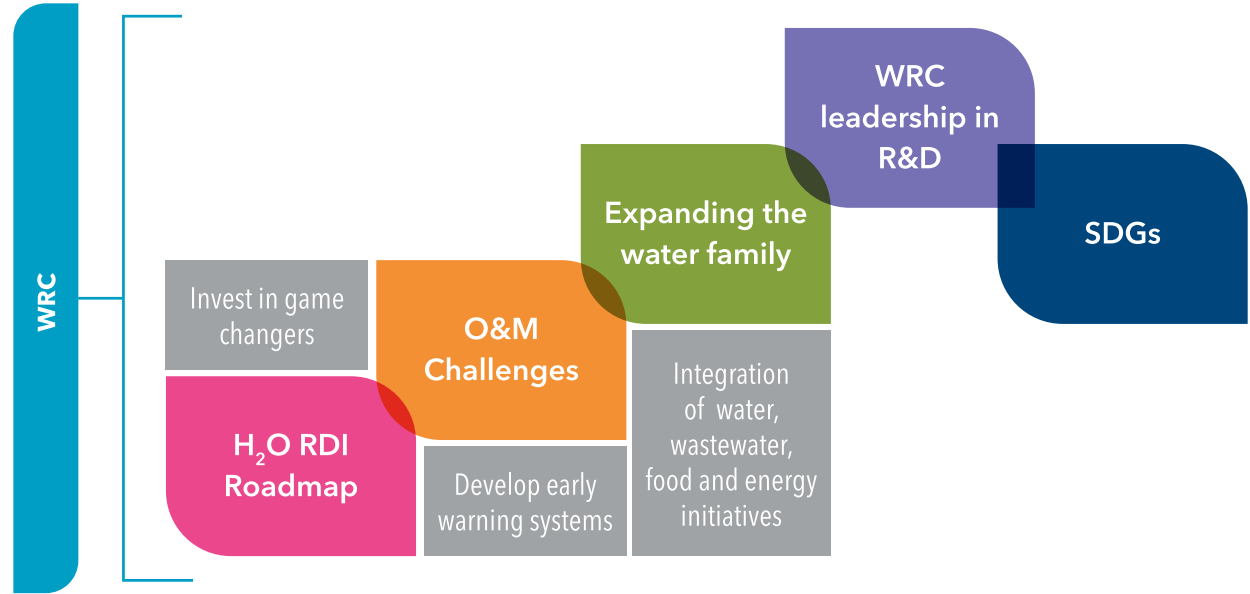 WRC
WRC
leadership in
R&D
Expanding the
water family
SDGs
Invest in game
changers
O&M
Challenges
H₂O RDI
Roadmap
Develop early
warning systems
Integration
of water,
wastewater,
food and energy
initiatives